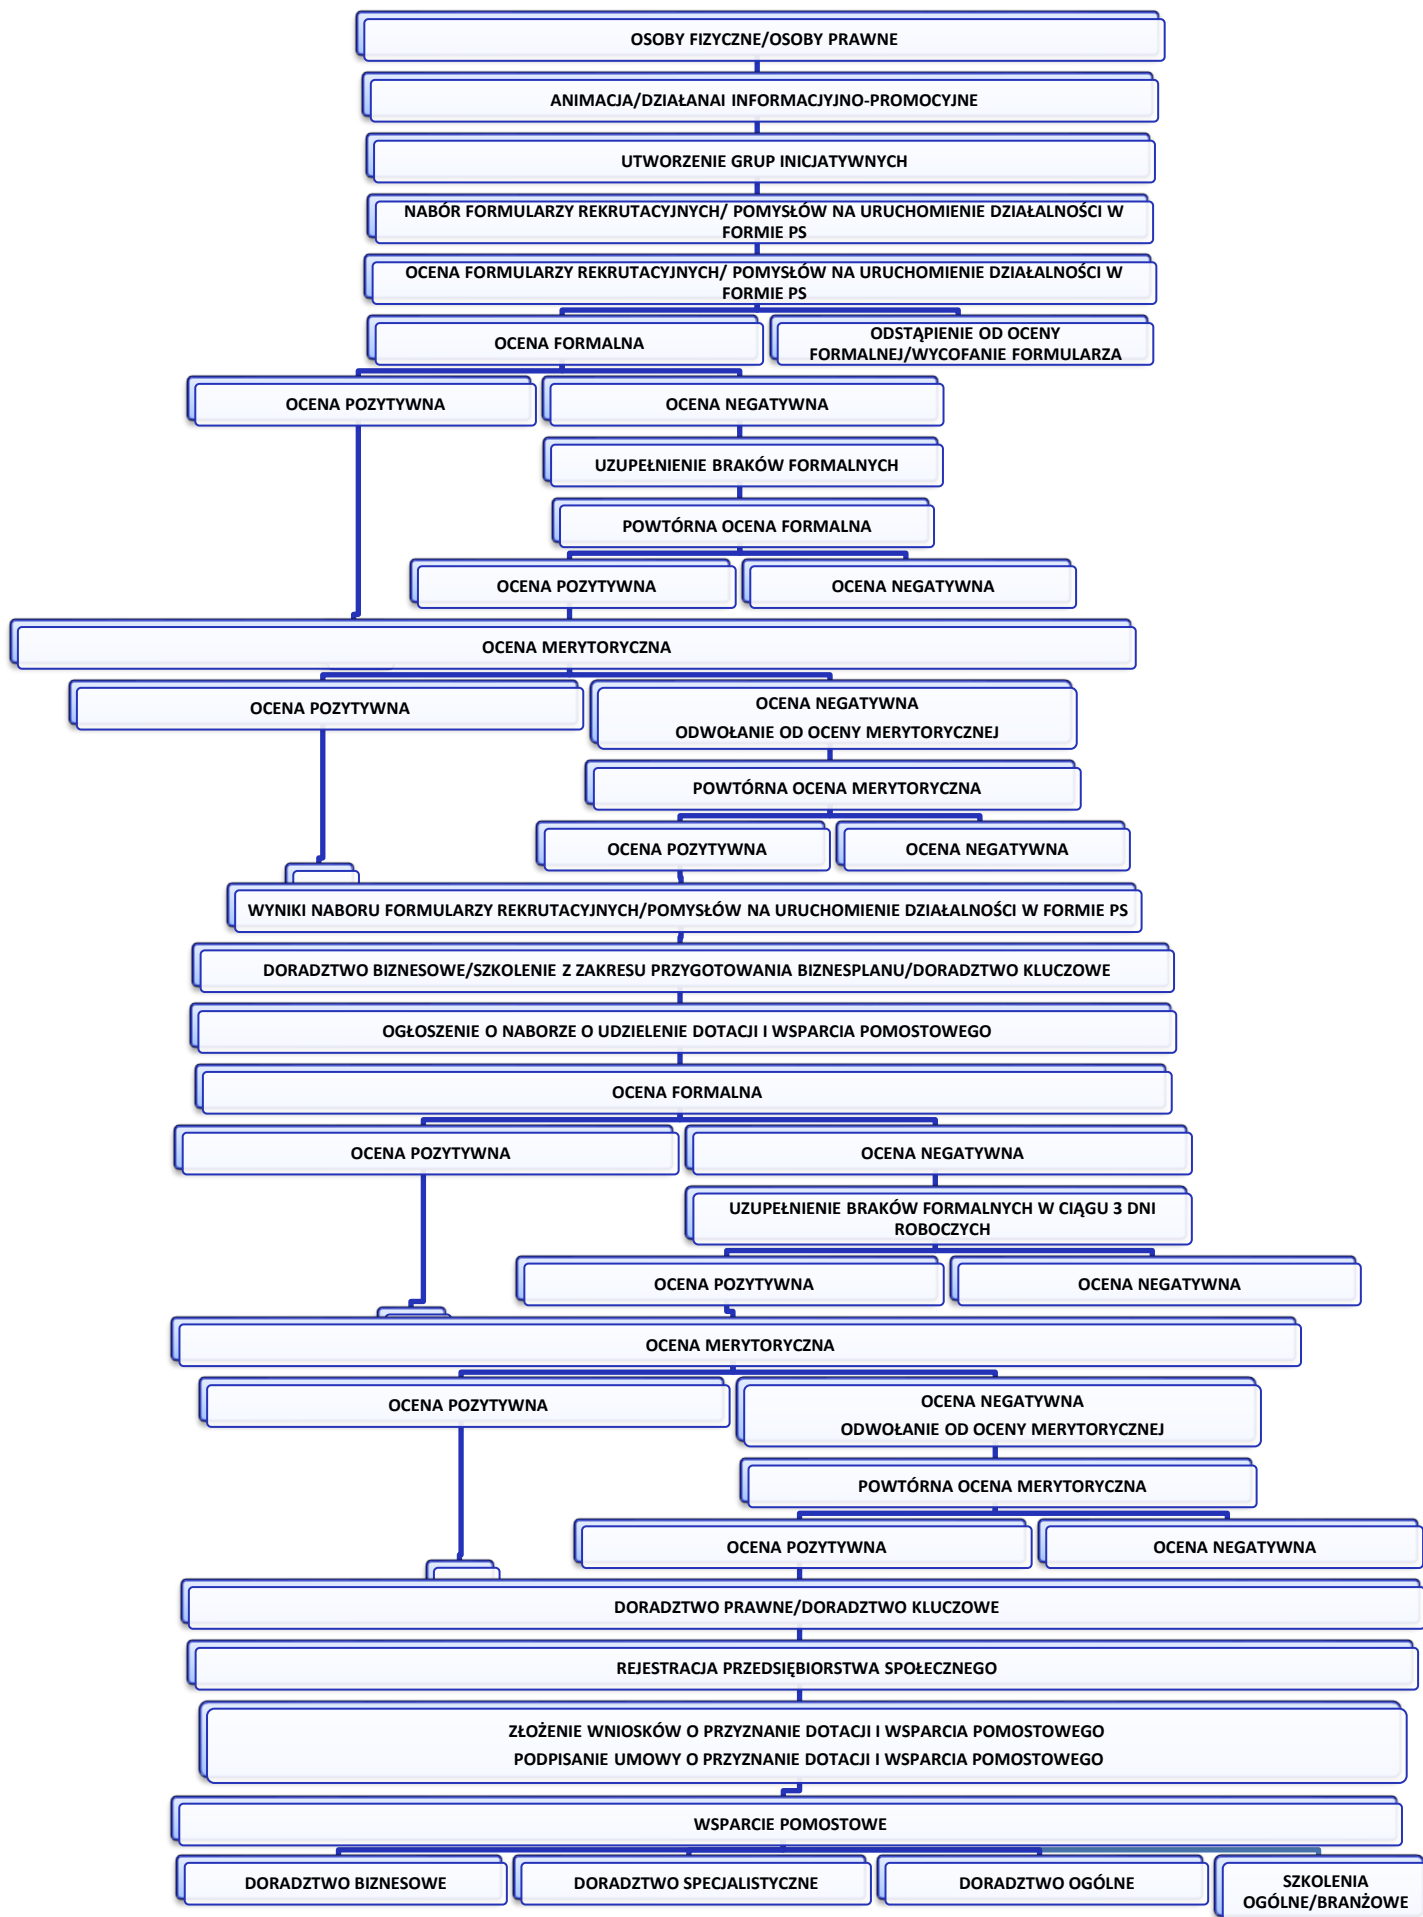 OSOBY FIZYCZNE/OSOBY PRAWNE
ANIMACJA/DZIAŁANAI INFORMACJYJNO-PROMOCYJNE
UTWORZENIE GRUP INICJATYWNYCH
NABÓR FORMULARZY REKRUTACYJNYCH/ POMYSŁÓW NA URUCHOMIENIE DZIAŁALNOŚCI W
FORMIE PS
OCENA FORMULARZY REKRUTACYJNYCH/ POMYSŁÓW NA URUCHOMIENIE DZIAŁALNOŚCI W
FORMIE PS
OCENA FORMALNA
ODSTĄPIENIE OD OCENY
FORMALNEJ/WYCOFANIE FORMULARZA
OCENA POZYTYWNA
OCENA NEGATYWNA
UZUPEŁNIENIE BRAKÓW FORMALNYCH
POWTÓRNA OCENA FORMALNA
OCENA POZYTYWNA
OCENA NEGATYWNA
OCENA MERYTORYCZNA
OCENA POZYTYWNA
OCENA NEGATYWNA
ODWOŁANIE OD OCENY MERYTORYCZNEJ
POWTÓRNA OCENA MERYTORYCZNA
OCENA POZYTYWNA
OCENA NEGATYWNA
WYNIKI NABORU FORMULARZY REKRUTACYJNYCH/POMYSŁÓW NA URUCHOMIENIE DZIAŁALNOŚCI W FORMIE PS
DORADZTWO BIZNESOWE/SZKOLENIE Z ZAKRESU PRZYGOTOWANIA BIZNESPLANU/DORADZTWO KLUCZOWE
OGŁOSZENIE O NABORZE O UDZIELENIE DOTACJI I WSPARCIA POMOSTOWEGO
OCENA FORMALNA
OCENA POZYTYWNA
OCENA NEGATYWNA
UZUPEŁNIENIE BRAKÓW FORMALNYCH W CIĄGU 3 DNI
ROBOCZYCH
OCENA POZYTYWNA
OCENA NEGATYWNA
OCENA MERYTORYCZNA
OCENA POZYTYWNA
OCENA NEGATYWNA
ODWOŁANIE OD OCENY MERYTORYCZNEJ
POWTÓRNA OCENA MERYTORYCZNA
OCENA POZYTYWNA
OCENA NEGATYWNA
DORADZTWO PRAWNE/DORADZTWO KLUCZOWE
REJESTRACJA PRZEDSIĘBIORSTWA SPOŁECZNEGO
ZŁOŻENIE WNIOSKÓW O PRZYZNANIE DOTACJI I WSPARCIA POMOSTOWEGO
PODPISANIE UMOWY O PRZYZNANIE DOTACJI I WSPARCIA POMOSTOWEGO
WSPARCIE POMOSTOWE
DORADZTWO BIZNESOWE
DORADZTWO SPECJALISTYCZNE
DORADZTWO OGÓLNE
SZKOLENIA
OGÓLNE/BRANŻOWE